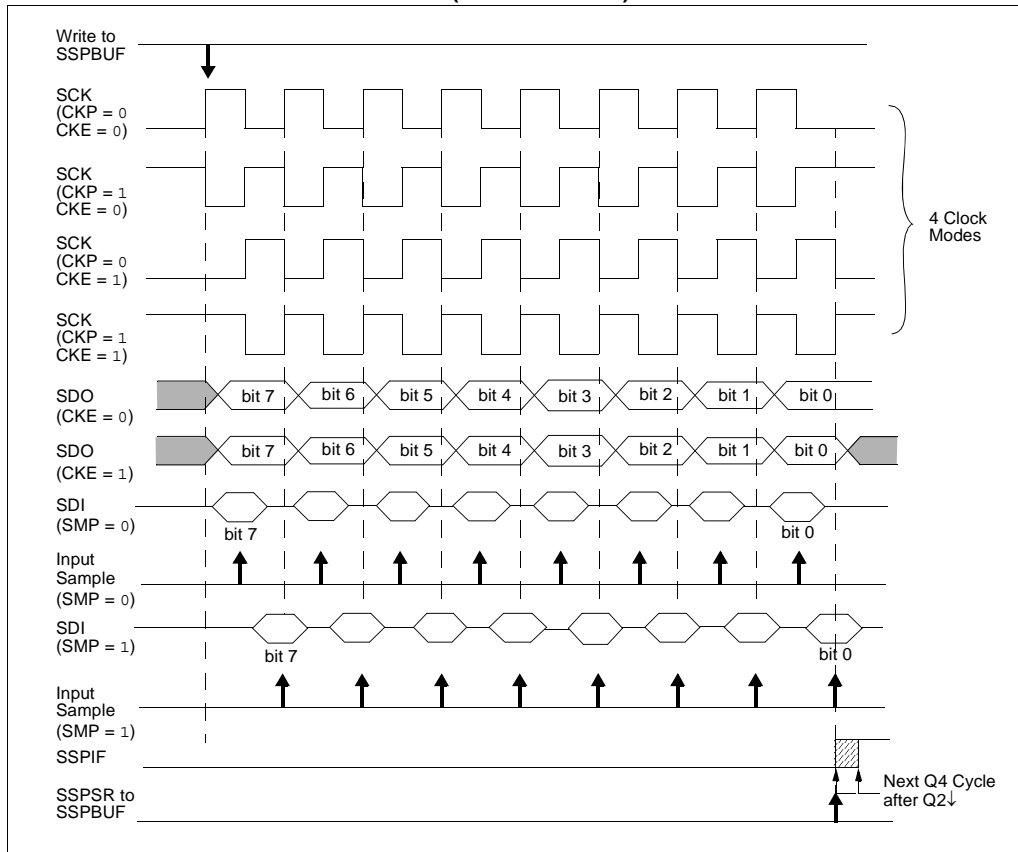 Write to
SSPBUF
SCK
(CKP = 0
CKE = 0)
SCK
(CKP = 1
CKE = 0)
4 Clock
Modes
SCK
(CKP = 0
CKE = 1)
SCK
(CKP = 1
CKE = 1)
SDO
(CKE = 0)
bit 7 bit 6 bit 5 bit 4 bit 3 bit 2 bit 1 bit 0
SDO
(CKE = 1)
bit 7 bit 6 bit 5 bit 4 bit 3 bit 2 bit 1 bit 0
SDI
(SMP = 0)
bit 7 bit 0
Input
Sample
(SMP = 0)
SDI
(SMP = 1)
bit 7 bit 0
Input
Sample
(SMP = 1)
SSPIF
Next Q4 Cycle
after Q2↓
SSPSR to
SSPBUF